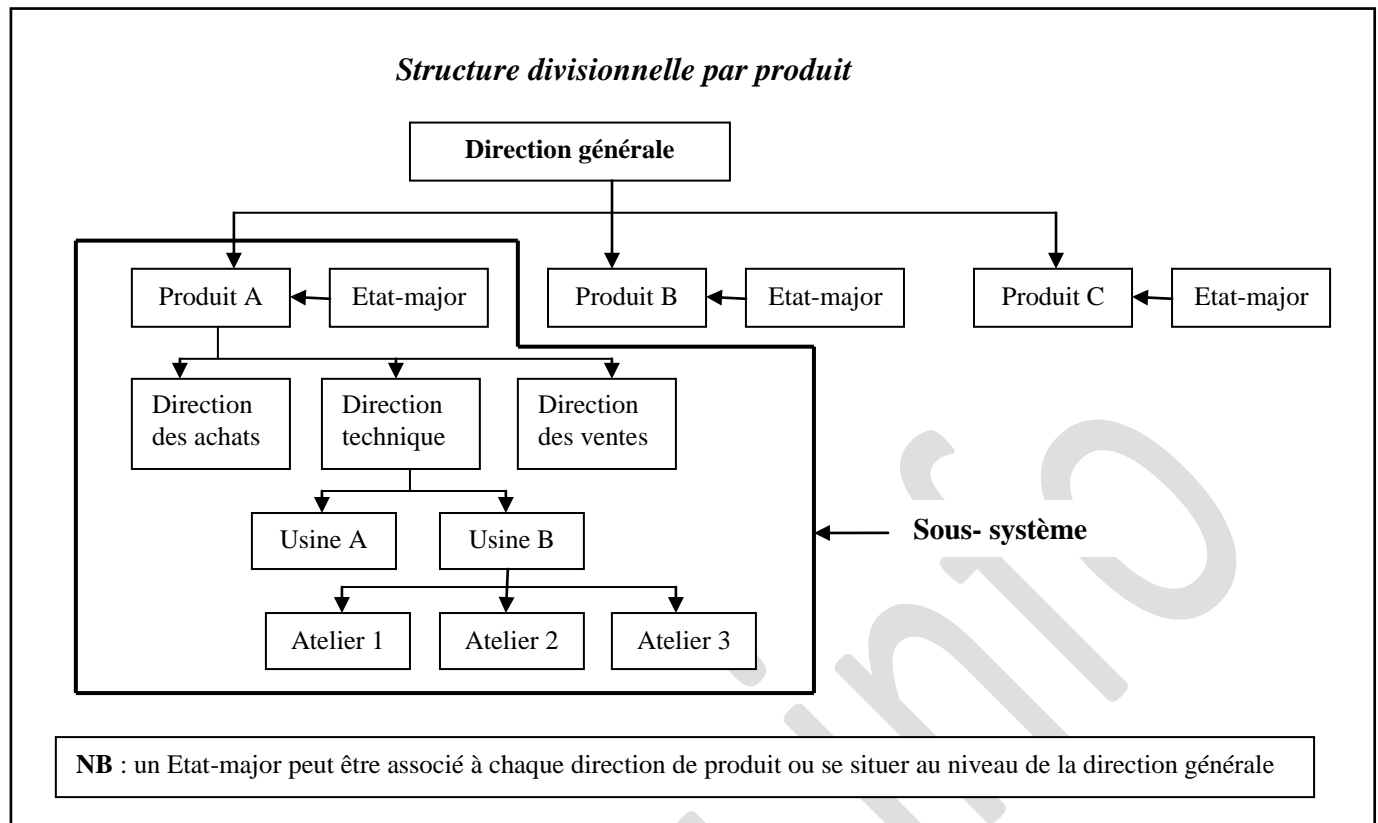 Structure divisionnelle par produit
Direction générale
Produit A
Etat-major
Produit B
Etat-major
Produit C
Etat-major
Direction
des achats
Direction
technique
Direction
des ventes
Usine A
Usine B
Sous- système
Atelier 1
Atelier 2
Atelier 3
NB : un Etat-major peut être associé à chaque direction de produit ou se situer au niveau de la direction générale
info